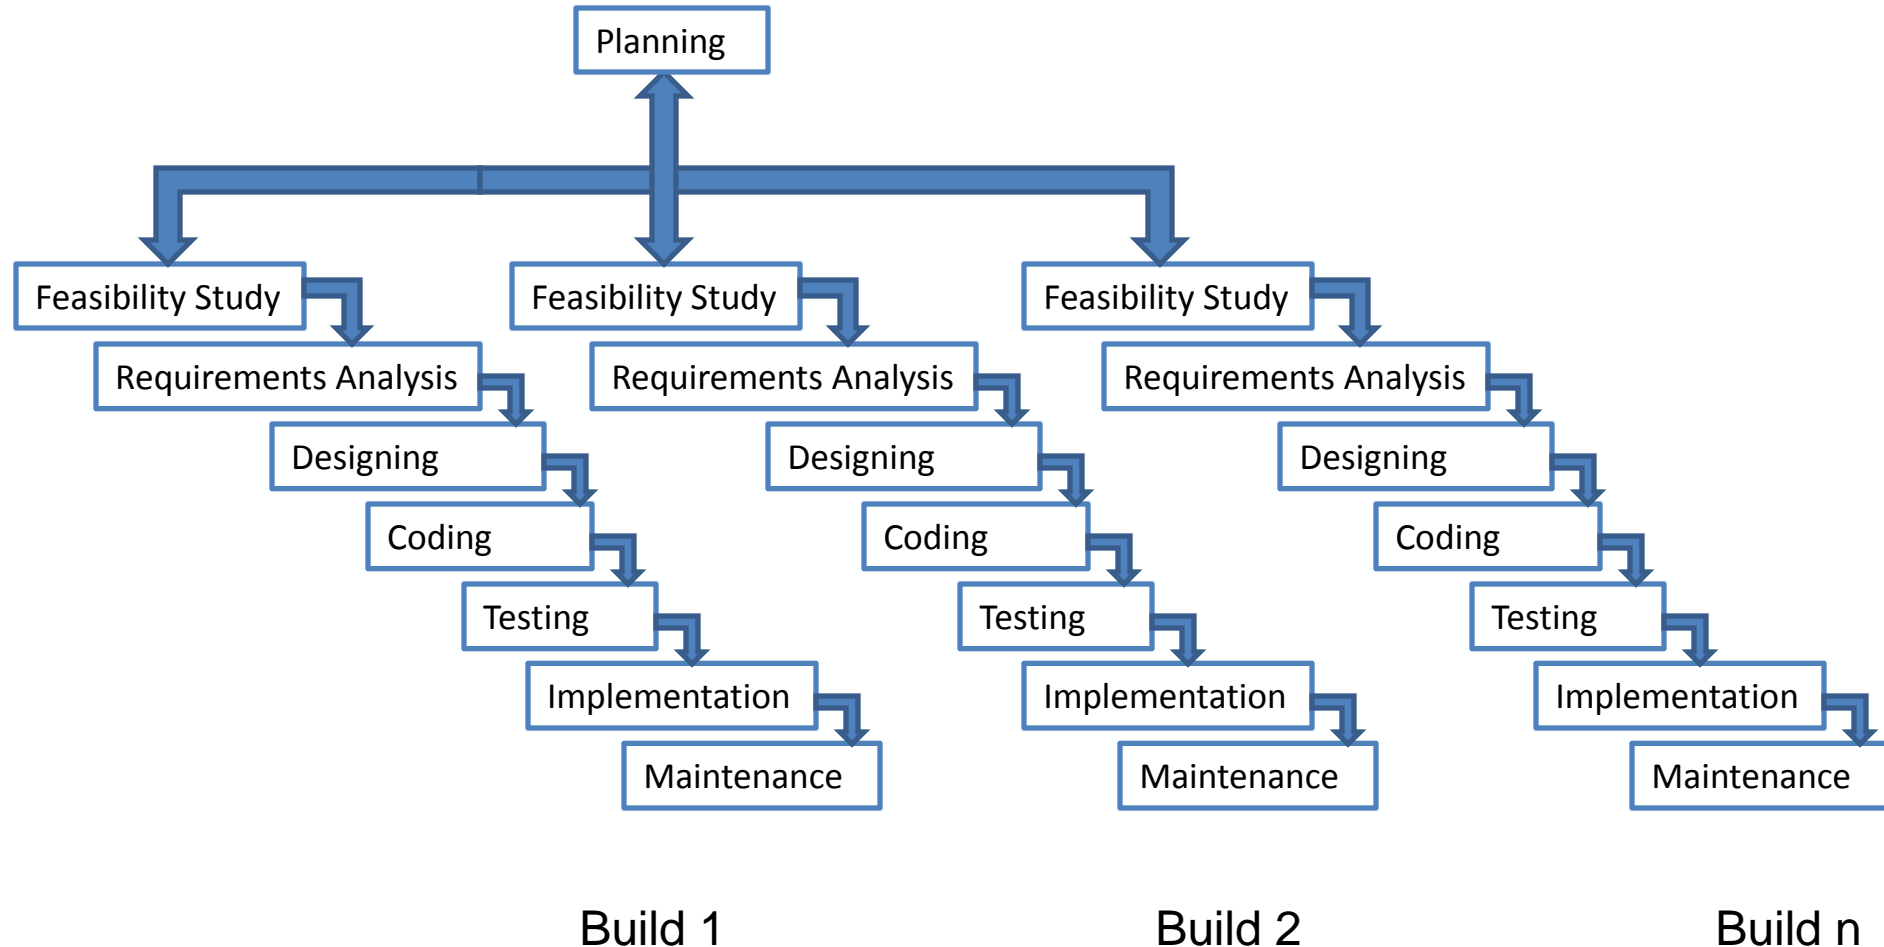 Planning
Feasibility Study
Feasibility Study
Feasibility Study
Requirements Analysis
Requirements Analysis
Requirements Analysis
Designing
Designing
Designing
Coding
Coding
Coding
Testing
Testing
Testing
Implementation
Implementation
Implementation
Maintenance
Maintenance
Maintenance
Build 1
Build 2
Build n